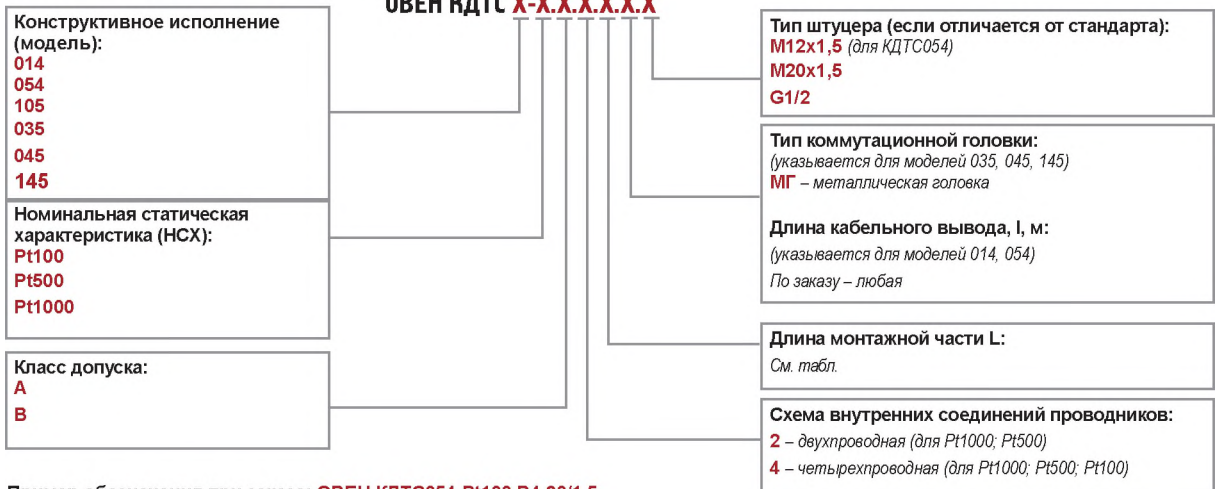 ОВЕН КДТС Х-Х.Х.Х.Х.Х.Х
Конструктивное исполнение
(модель):
014
054
105
035
045
145
Номинальная статическая
характеристика (НСХ):
Pt100
Pt500
Pt1000
Класс допуска:
А
В
Тип штуцера (если отличается от стандарта):
М12х1,5 (для КДТС054)
М20х1,5
G1/2
Тип коммутационной головки:
(указывается для моделей 035, 045, 145)
МГ – металлическая головка
Длина кабельного вывода, l, м:
(указывается для моделей 014, 054)
По заказу – любая
Длина монтажной части L:
См. табл.
Схема внутренних соединений проводников:
2 – двухпроводная (для Pt1000; Pt500)
4 – четырехпроводная (для Pt1000; Pt500; Pt100)